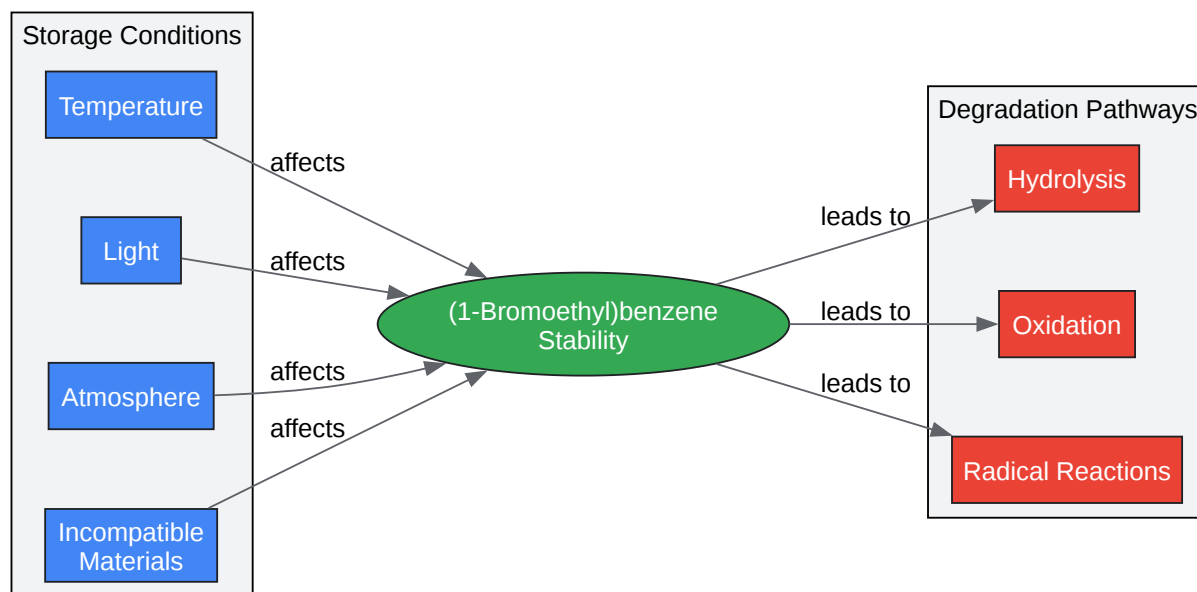 Storage Conditions
Temperature
Light
Atmosphere
Incompatible
Materials
affects
affects
affects
affects
(1-Bromoethyl)benzene
Stability
leads to
leads to
leads to
Degradation Pathways
Hydrolysis
Oxidation
Radical Reactions